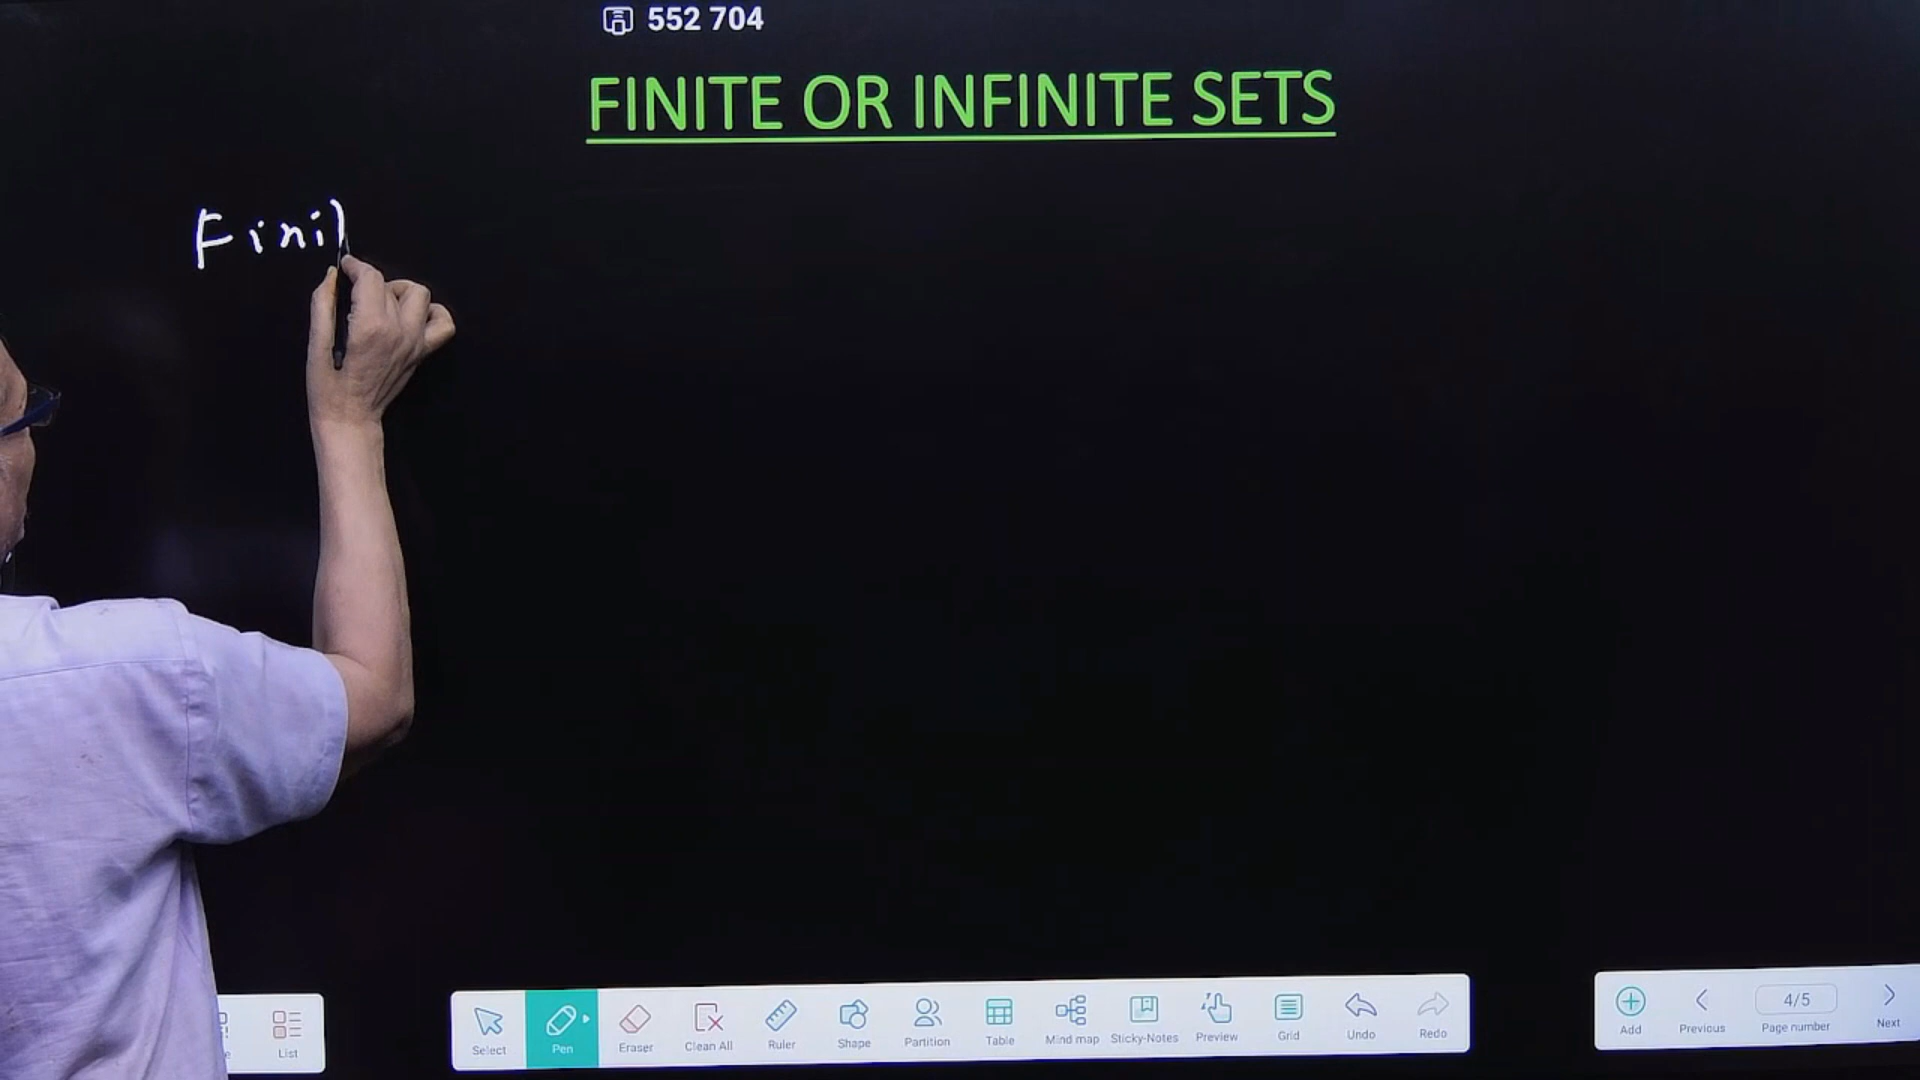 552 704
FINITE OR INFINITE SETS
Finit
List
Select
Pen
Eraser
Clean All
Ruler
Shape
Partition
Table
Mind map
Sticky-Notes
Preview
Grid
Undo
Redo
Add
Previous
4/5
Page number
Next